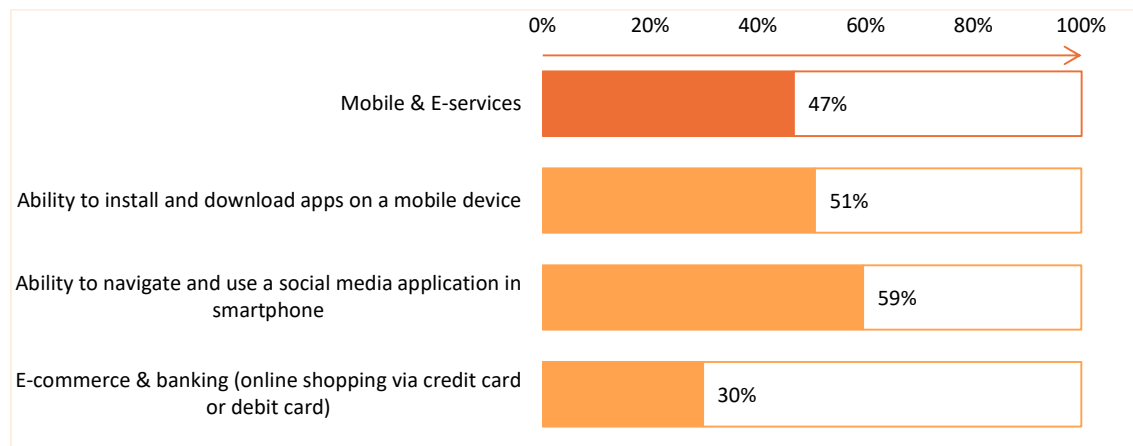 0% 20% 40% 60% 80% 100%
Mobile & E-services 47%
Ability to install and download apps on a mobile device 51%
Ability to navigate and use a social media application in
smartphone
59%
E-commerce & banking (online shopping via credit card
or debit card)
30%